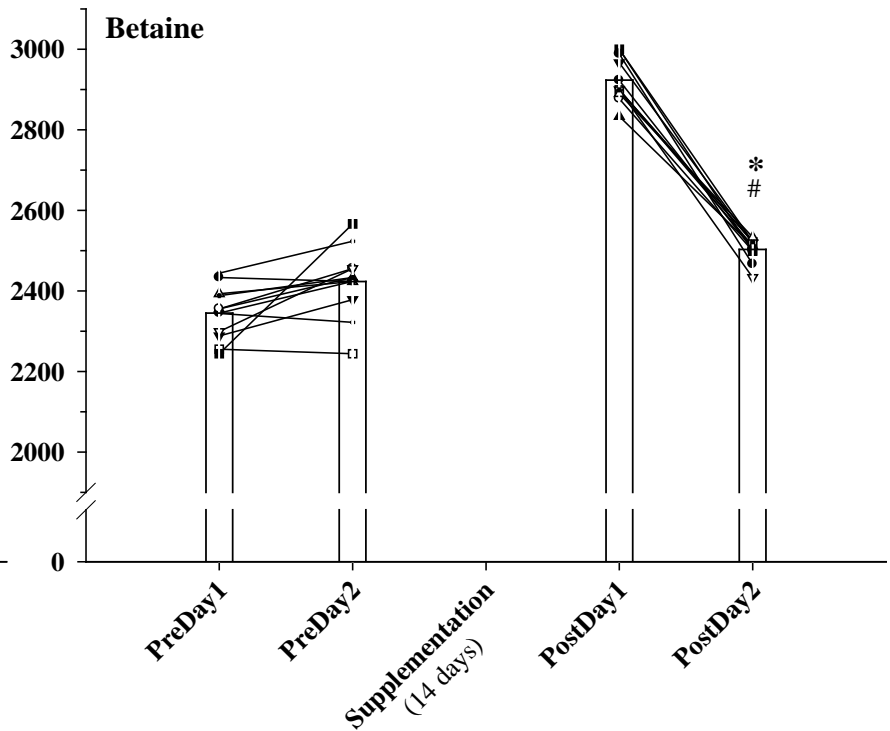 Betaine
3000
2800
2600
2400
2200
2000
0
*
#
PreDay1
PreDay2
Supplementation
(14 days)
PostDay1
PostDay2